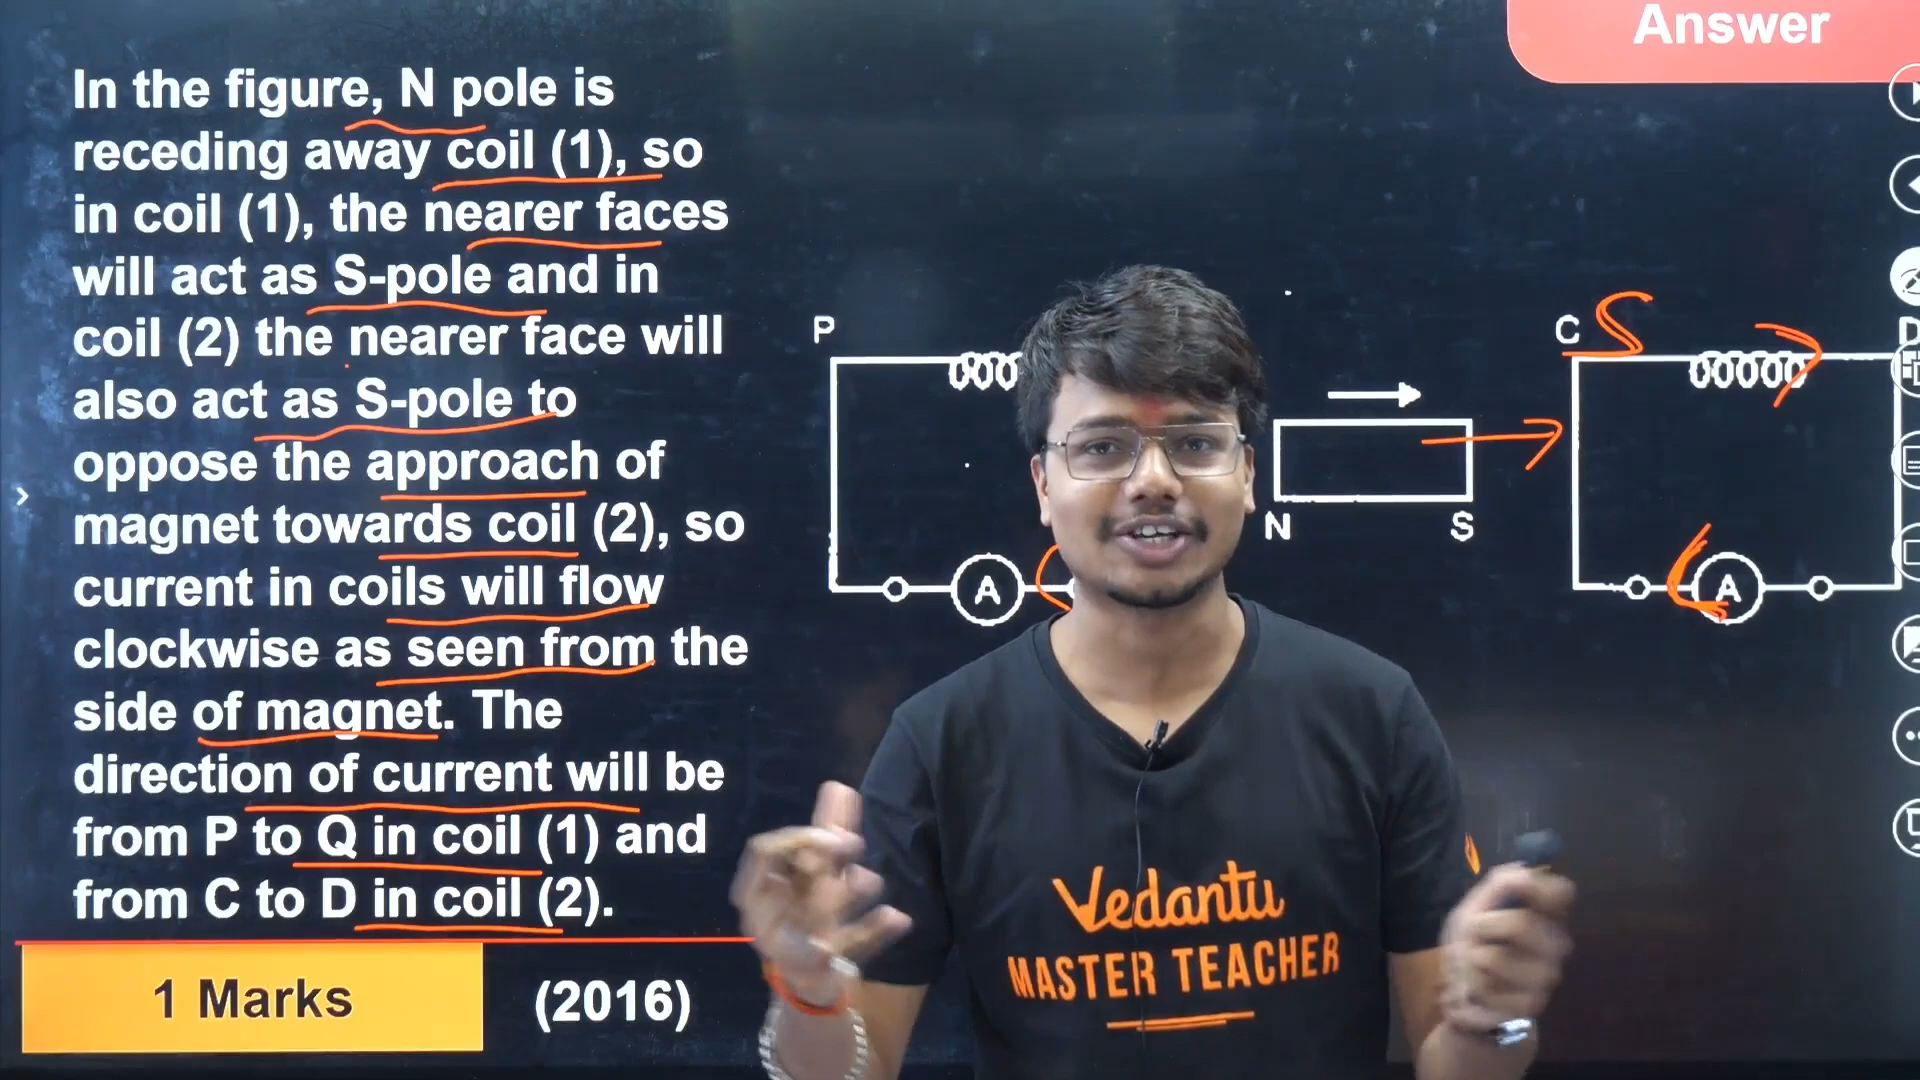 Answer
In the figure, N pole is
receding away coil (1), so
in coil (1), the nearer faces
will act as S-pole and in
coil (2) the nearer face will
also act as S-pole to
oppose the approach of
magnet towards coil (2), so
current in coils will flow
clockwise as seen from the
side of magnet. The
direction of current will be
from P to Q in coil (1) and
from C to D in coil (2).
1 Marks
(2016)
P
A
N
S
C
S
D
A
Vedantu
MASTER TEACHER